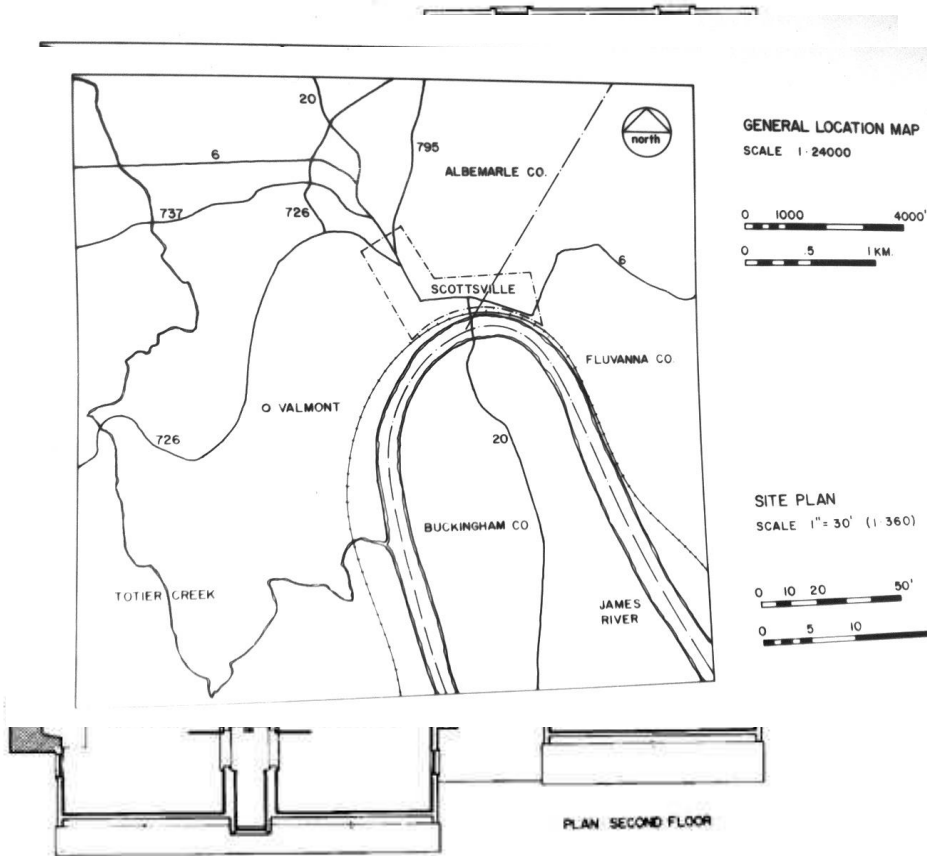 20
north
GENERAL LOCATION MAP
SCALE 1·24000
6
795
ALBEMARLE CO.
737
726
0 1000 4000'
0 .5 1 KM.
6
SCOTTSVILLE
FLUVANNA CO.
O VALMONT
726
20
SITE PLAN
SCALE 1"=30' (1·360)
BUCKINGHAM CO
TOTIER CREEK
JAMES
RIVER
0 10 20 50'
0 5 10
PLAN SECOND FLOOR